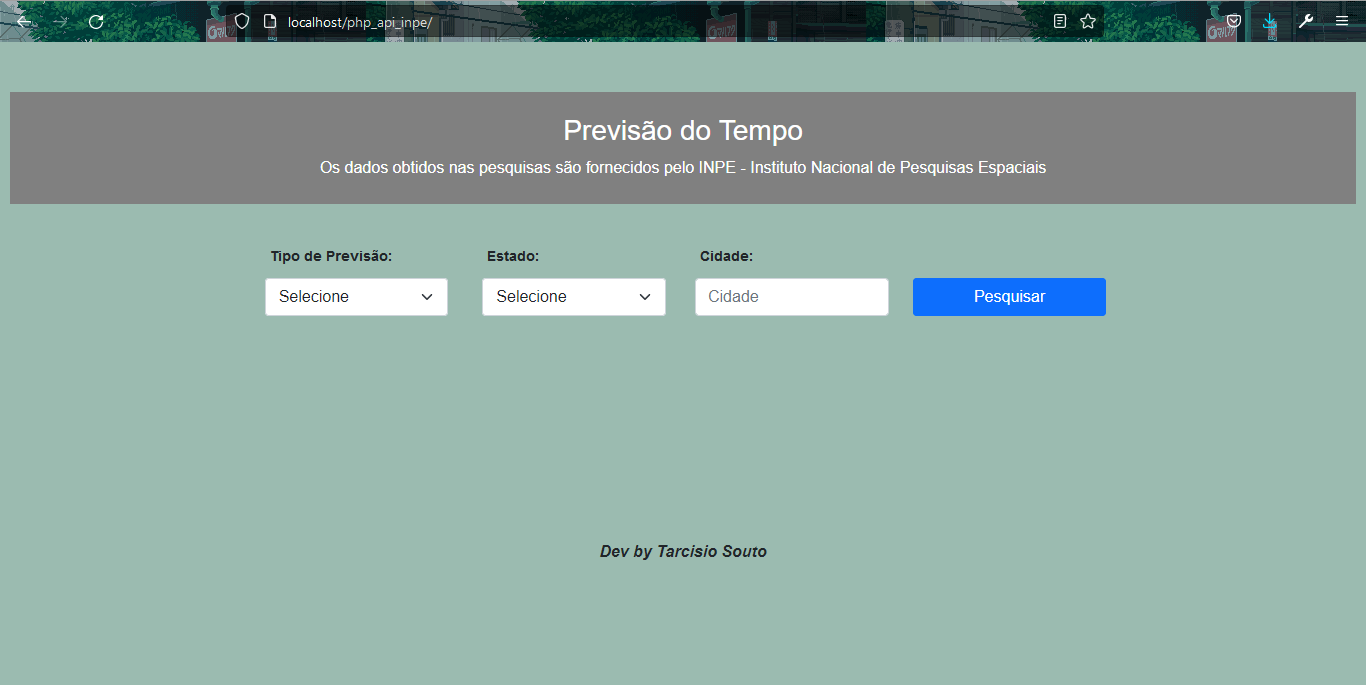 localhost/php_api_inpe/
Previsão do Tempo
Os dados obtidos nas pesquisas são fornecidos pelo INPE - Instituto Nacional de Pesquisas Espaciais
Tipo de Previsão:
Estado:
Cidade:
Selecione
Selecione
Cidade
Pesquisar
Dev by Tarcisio Souto